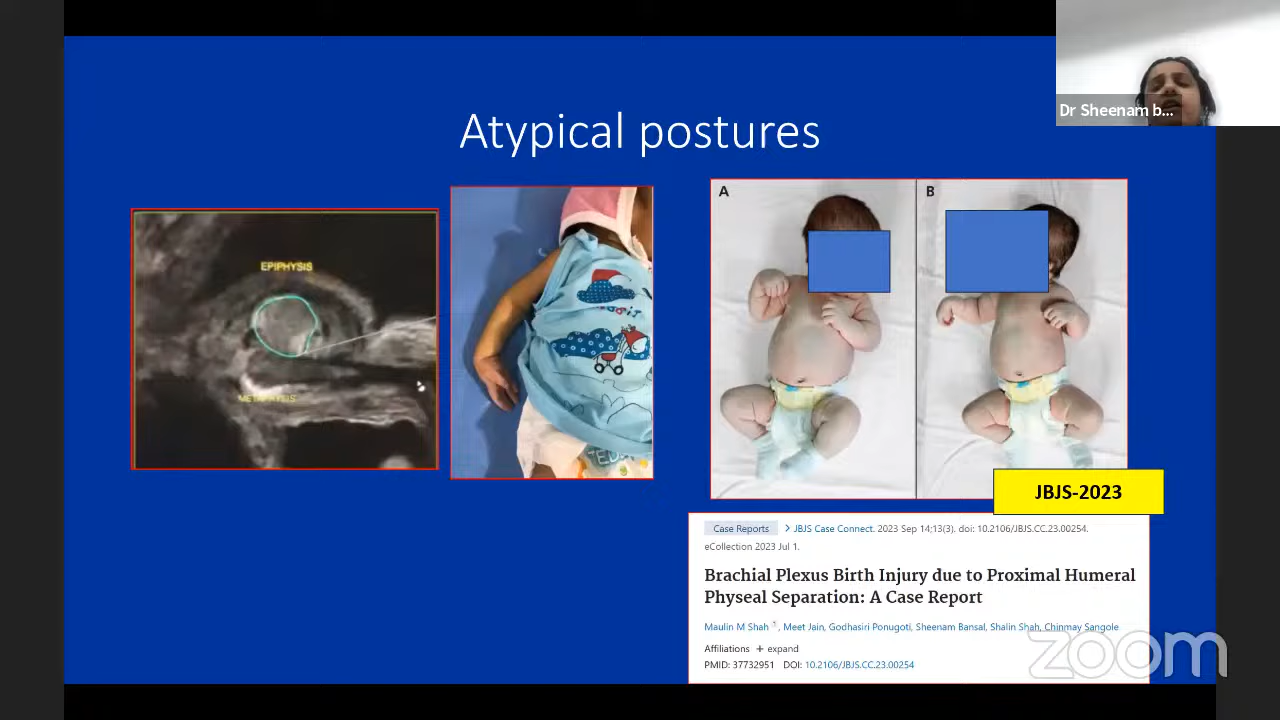 Dr Sheenam b...
Atypical postures
EPIPHYSIS
METAPHYSIS
A
B
JBJS-2023
Case Reports > JBJS Case Connect. 2023 Sep 14;13(3). doi: 10.2106/JBJS.CC.23.00254.
eCollection 2023 Jul 1.
Brachial Plexus Birth Injury due to Proximal Humeral
Physeal Separation: A Case Report
Maulin M Shah 1, Meet Jain, Godhasiri Ponugoti, Sheenam Bansal, Shalin Shah, Chinmay Sangole
Affiliations + expand
PMID: 37732951 DOI: 10.2106/JBJS.CC.23.00254
zoom